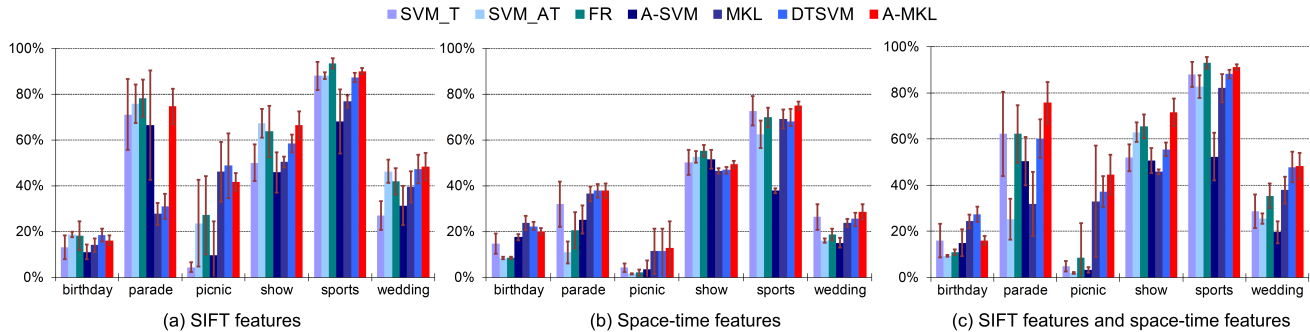 SVM_T SVM_AT FR A-SVM MKL DTSVM A-MKL
100%
80%
60%
40%
20%
0%
birthday parade picnic show sports wedding
(a) SIFT features
100%
80%
60%
40%
20%
0%
birthday parade picnic show sports wedding
(b) Space-time features
100%
80%
60%
40%
20%
0%
birthday parade picnic show sports wedding
(c) SIFT features and space-time features